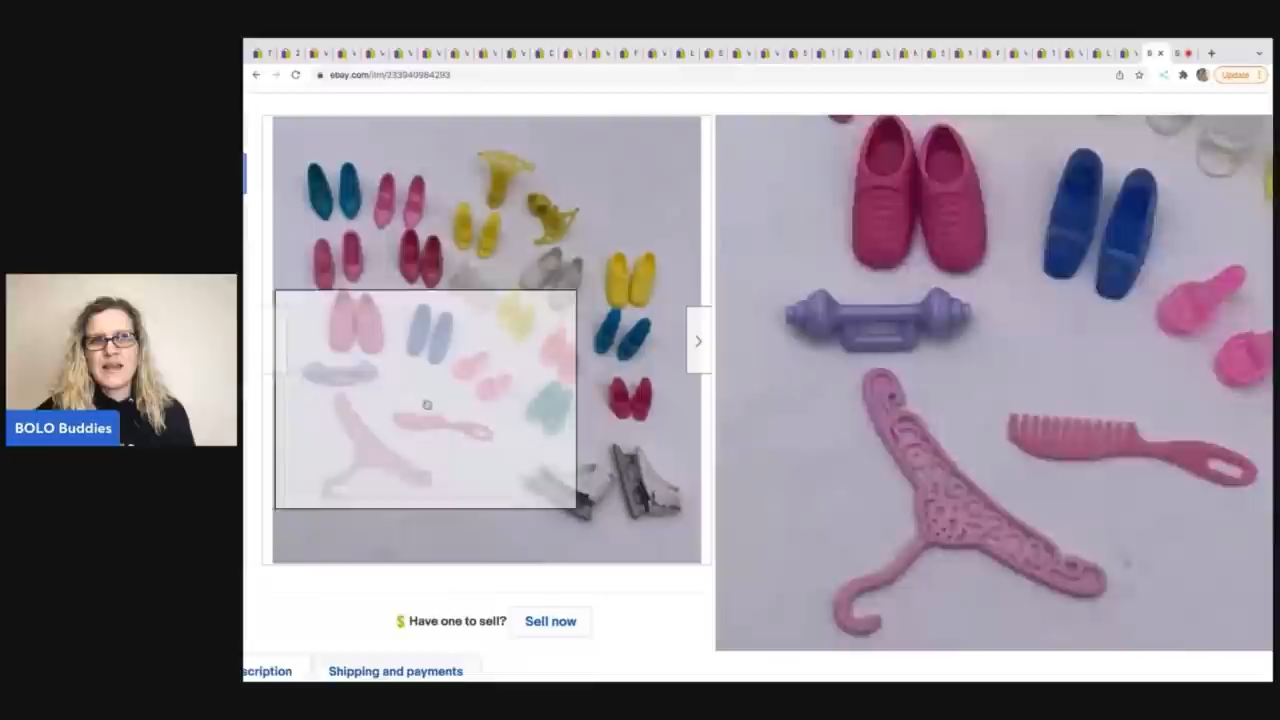 ebay.com/itm/233940984293
Update
BOLO Buddies
$ Have one to sell? Sell now
scription
Shipping and payments